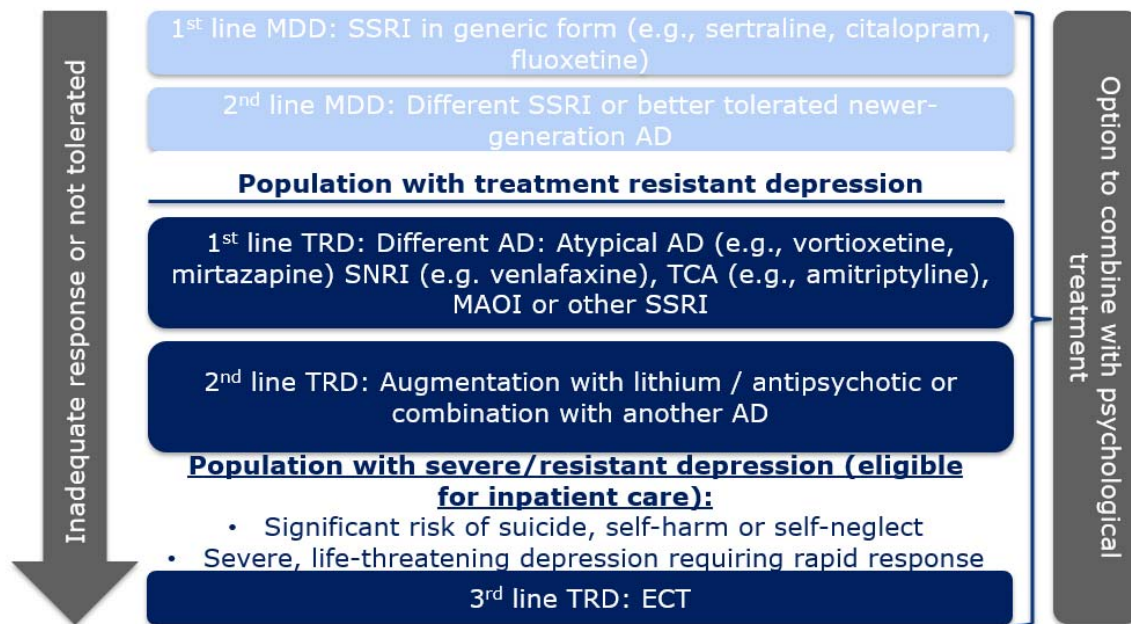 Inadequate response or not tolerated
1st line MDD: SSRI in generic form (e.g., sertraline, citalopram,
fluoxetine)
2nd line MDD: Different SSRI or better tolerated newer-
generation AD
Population with treatment resistant depression
1st line TRD: Different AD: Atypical AD (e.g., vortioxetine,
mirtazapine) SNRI (e.g. venlafaxine), TCA (e.g., amitriptyline),
MAOI or other SSRI
2nd line TRD: Augmentation with lithium / antipsychotic or
combination with another AD
Population with severe/resistant depression (eligible
for inpatient care):
• Significant risk of suicide, self-harm or self-neglect
• Severe, life-threatening depression requiring rapid response
3rd line TRD: ECT
Option to combine with psychological
treatment